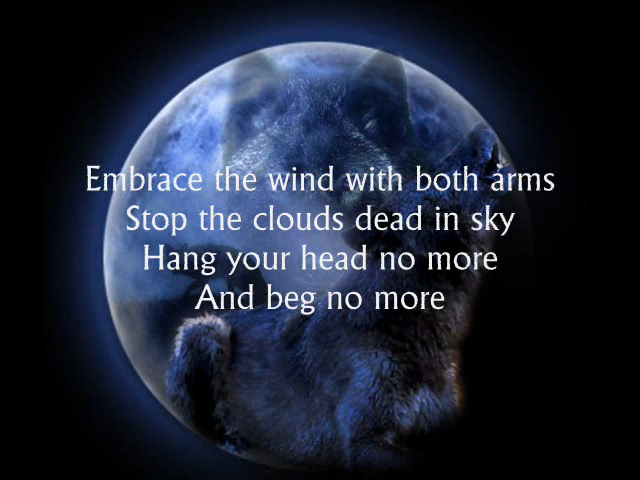 Embrace the wind with both arms
Stop the clouds dead in sky
Hang your head no more
And beg no more